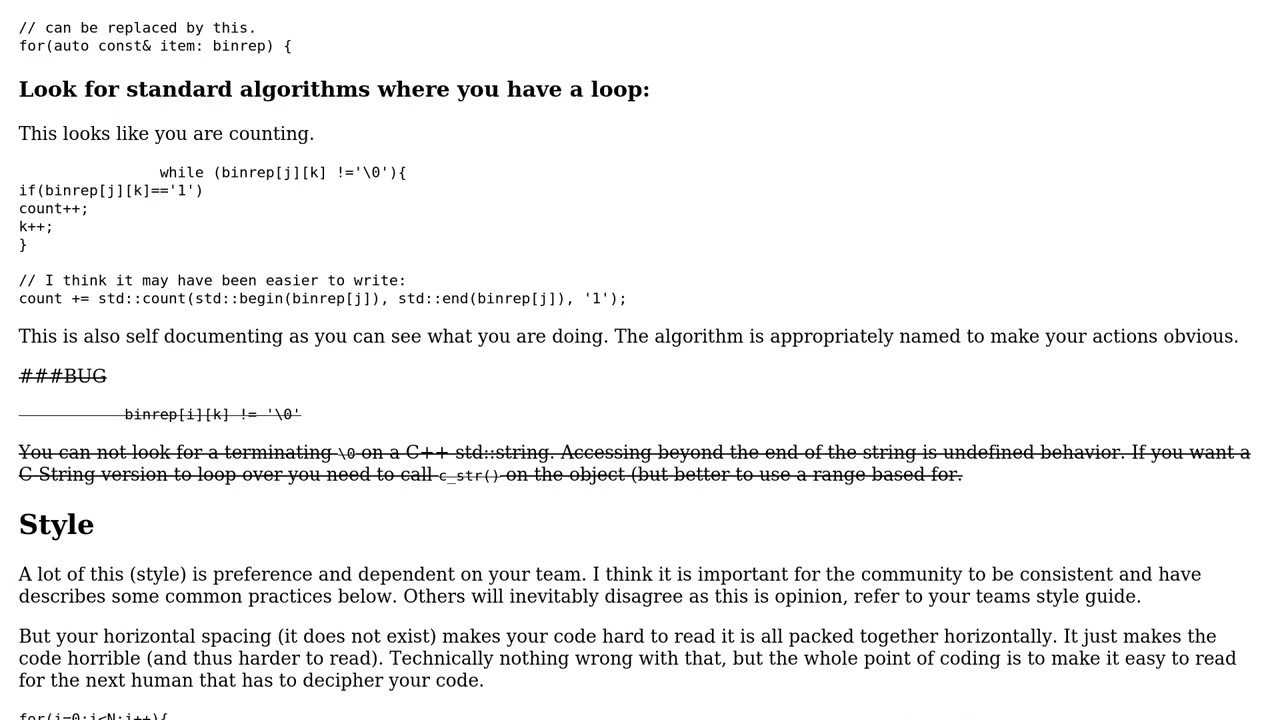 // can be replaced by this.
for(auto const& item: binrep) {
Look for standard algorithms where you have a loop:
This looks like you are counting.
while (binrep[j][k] !='\0'){
if(binrep[j][k]=='1')
count++;
k++;
}
// I think it may have been easier to write:
count += std::count(std::begin(binrep[j]), std::end(binrep[j]), '1');
This is also self documenting as you can see what you are doing. The algorithm is appropriately named to make your actions obvious.
###BUG
binrep[i][k] != '\0'
You can not look for a terminating \0 on a C++ std::string. Accessing beyond the end of the string is undefined behavior. If you want a
C-String version to loop over you need to call c_str() on the object (but better to use a range based for.
Style
A lot of this (style) is preference and dependent on your team. I think it is important for the community to be consistent and have
describes some common practices below. Others will inevitably disagree as this is opinion, refer to your teams style guide.
But your horizontal spacing (it does not exist) makes your code hard to read it is all packed together horizontally. It just makes the
code horrible (and thus harder to read). Technically nothing wrong with that, but the whole point of coding is to make it easy to read
for the next human that has to decipher your code.
for(i=0;i<N;i++){